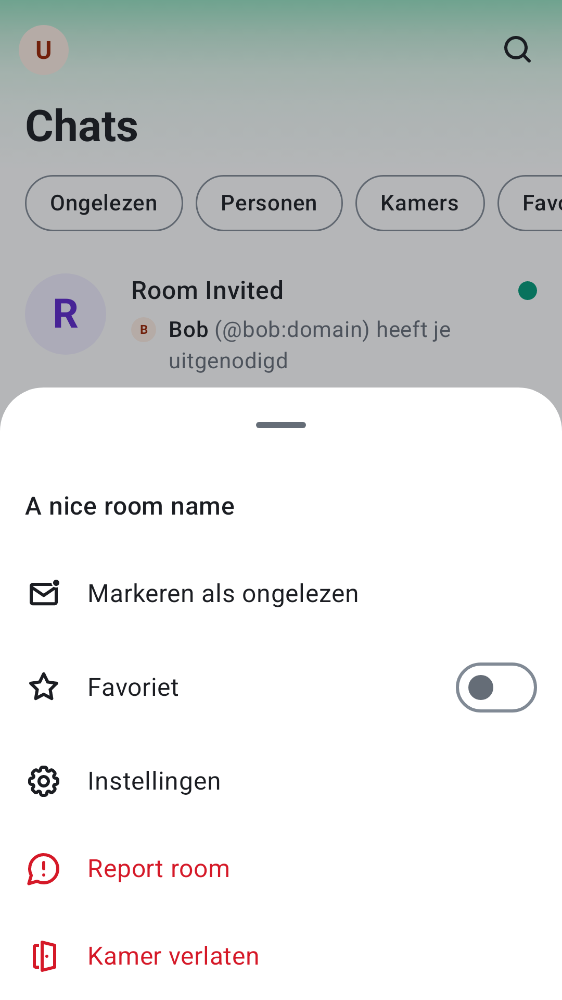 U
Chats
Ongelezen
Personen
Kamers
Favo
R
Room Invited
B
Bob (@bob:domain) heeft je
uitgenodigd
A nice room name
Markeren als ongelezen
Favoriet
Instellingen
Report room
Kamer verlaten